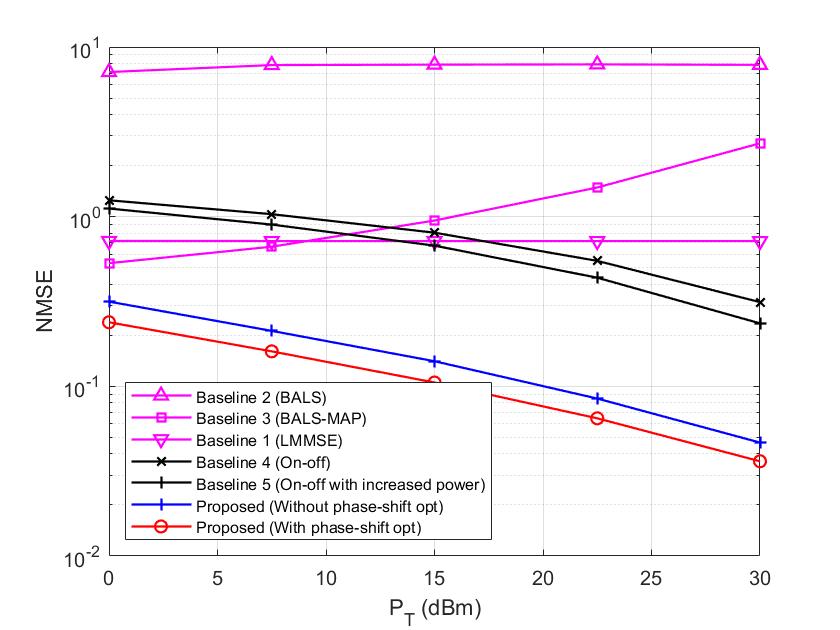 10^1
10^0
10^-1
10^-2
NMSE
Baseline 2 (BALS)
Baseline 3 (BALS-MAP)
Baseline 1 (LMMSE)
Baseline 4 (On-off)
Baseline 5 (On-off with increased power)
Proposed (Without phase-shift opt)
Proposed (With phase-shift opt)
0 5 10 15 20 25 30
P_T (dBm)